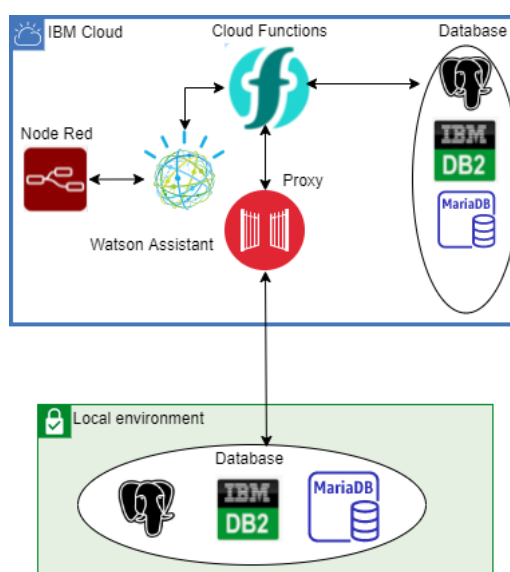 IBM Cloud
Cloud Functions
Database
Node Red
IBM
DB2
MariaDB
Proxy
Watson Assistant
Local environment
Database
IBM
DB2
MariaDB